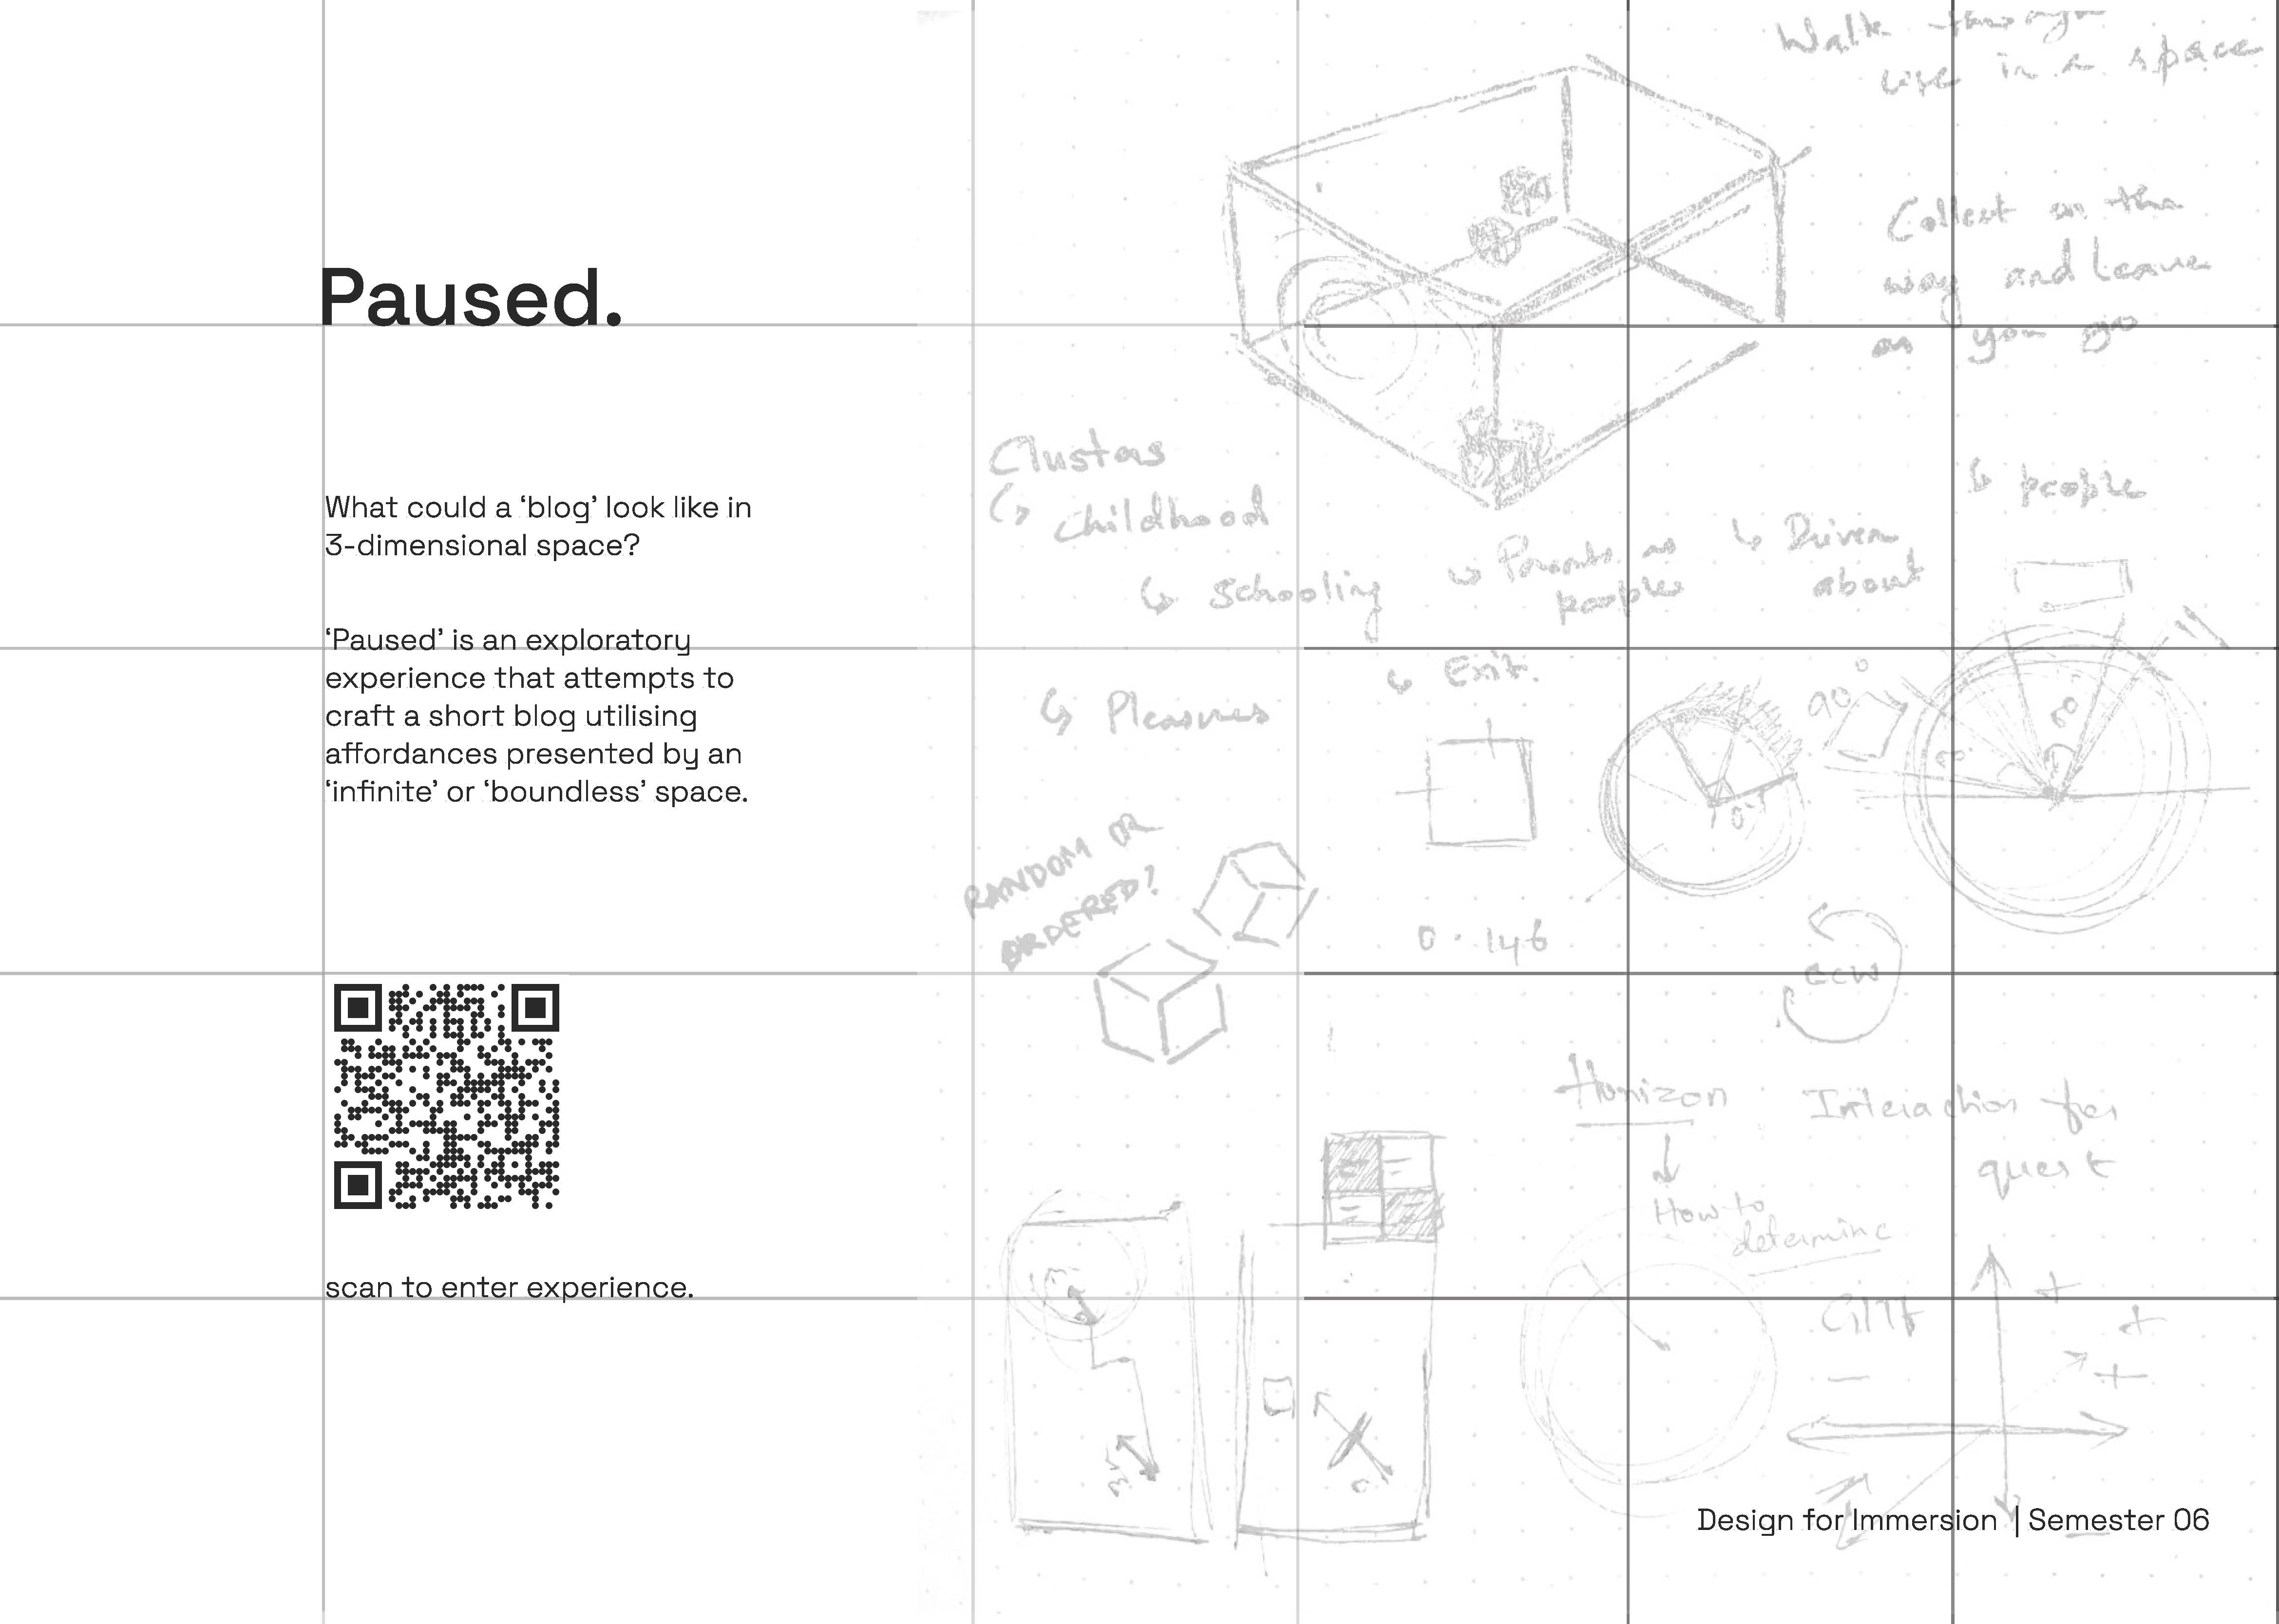 Paused.
What could a ‘blog’ look like in
3-dimensional space?
‘Paused’ is an exploratory
experience that attempts to
craft a short blog utilising
affordances presented by an
‘infinite’ or ‘boundless’ space.
scan to enter experience.
Walk through
life in a space
Collect on the
way and leave
as you go
Clusters
↳ Childhood
↳ Schooling
↳ Parents as
people
↳ Driven
about
↳ people
↳ Pleasures
↳ Exit.
RANDOM OR
ORDERED?
0.146
90°
60°
0°
CCW
Horizon
↓
How to
determine
Interaction for
quest
+
+
+
-
Design for Immersion | Semester 06